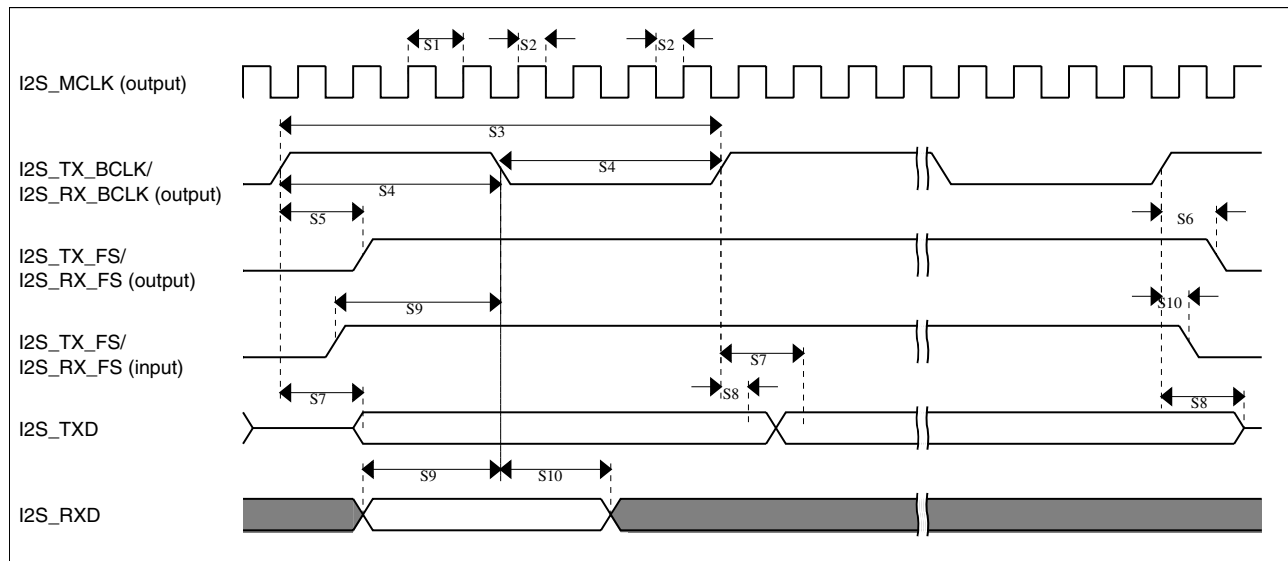 S1
S2
S2
I2S_MCLK (output)
S3
I2S_TX_BCLK/
I2S_RX_BCLK (output)
S4
S4
S5
S6
I2S_TX_FS/
I2S_RX_FS (output)
S9
S10
I2S_TX_FS/
I2S_RX_FS (input)
S7
S8
S7
S8
I2S_TXD
S9
S10
I2S_RXD